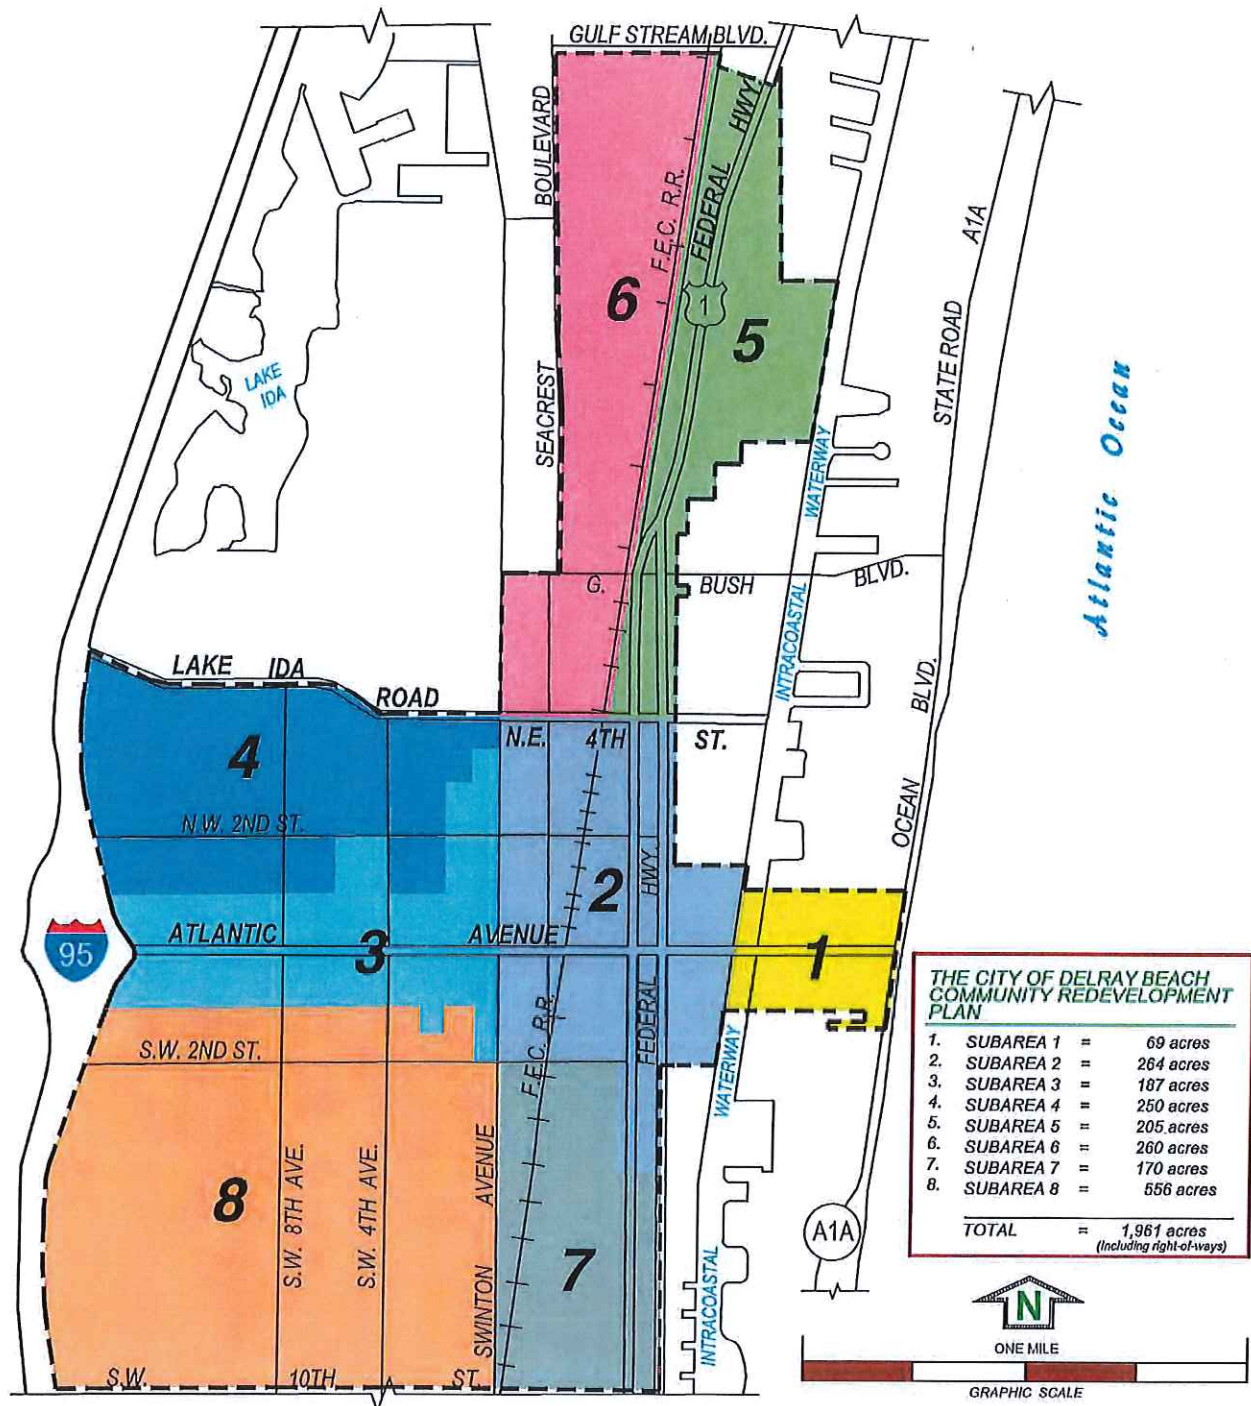 GULF STREAM BLVD.
BOULEVARD
SEACREST
F.E.C. R.R.
FEDERAL
HWY.
1
6
5
LAKE
IDA
STATE ROAD
A1A
Atlantic Ocean
WATERWAY
INTRACOASTAL
G.
BUSH
BLVD.
OCEAN
BLVD.
LAKE IDA
ROAD
N.E.
4TH
ST.
4
N.W. 2ND ST.
2
HWY.
95
ATLANTIC
AVENUE
3
1
S.W. 2ND ST.
F.E.C. R.R.
FEDERAL
WATERWAY
INTRACOASTAL
8
S.W. 8TH AVE.
S.W. 4TH AVE.
SWINTON
AVENUE
7
S.W.
10TH
ST.
A1A
THE CITY OF DELRAY BEACH
COMMUNITY REDEVELOPMENT
PLAN
1. SUBAREA 1 = 69 acres
2. SUBAREA 2 = 264 acres
3. SUBAREA 3 = 187 acres
4. SUBAREA 4 = 250 acres
5. SUBAREA 5 = 205 acres
6. SUBAREA 6 = 260 acres
7. SUBAREA 7 = 170 acres
8. SUBAREA 8 = 556 acres
TOTAL = 1,961 acres
(Including right-of-ways)
N
ONE MILE
GRAPHIC SCALE